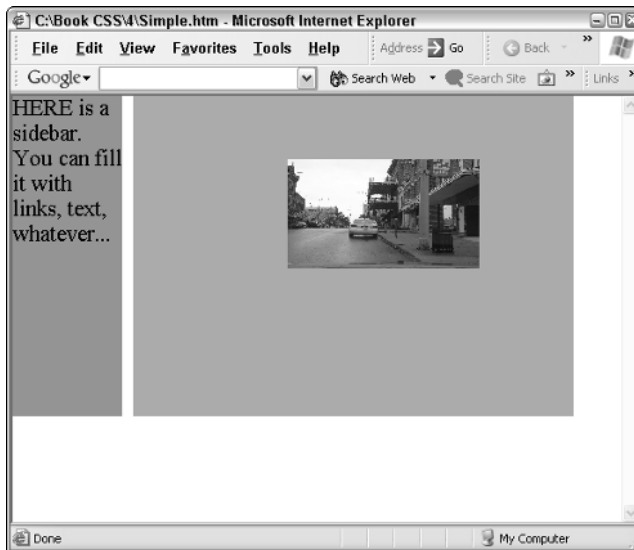 C:\Book CSS\4\Simple.htm - Microsoft Internet Explorer
File Edit View Favorites Tools Help Address Go Back »
Google Search Web Search Site » Links »
HERE is a
sidebar.
You can fill
it with
links, text,
whatever...
Done My Computer